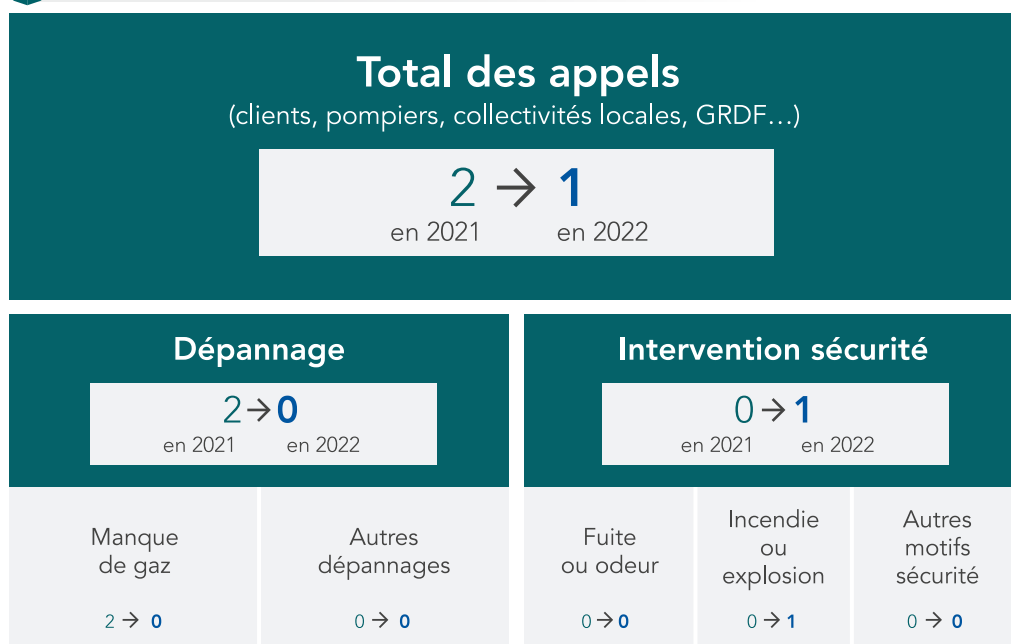 Total des appels
(clients, pompiers, collectivités locales, GRDF…)
2 → 1
en 2021 en 2022
Dépannage
2 → 0
en 2021 en 2022
Intervention sécurité
0 → 1
en 2021 en 2022
Manque
de gaz
2 → 0
Autres
dépannages
0 → 0
Fuite
ou odeur
0 → 0
Incendie
ou
explosion
0 → 1
Autres
motifs
sécurité
0 → 0